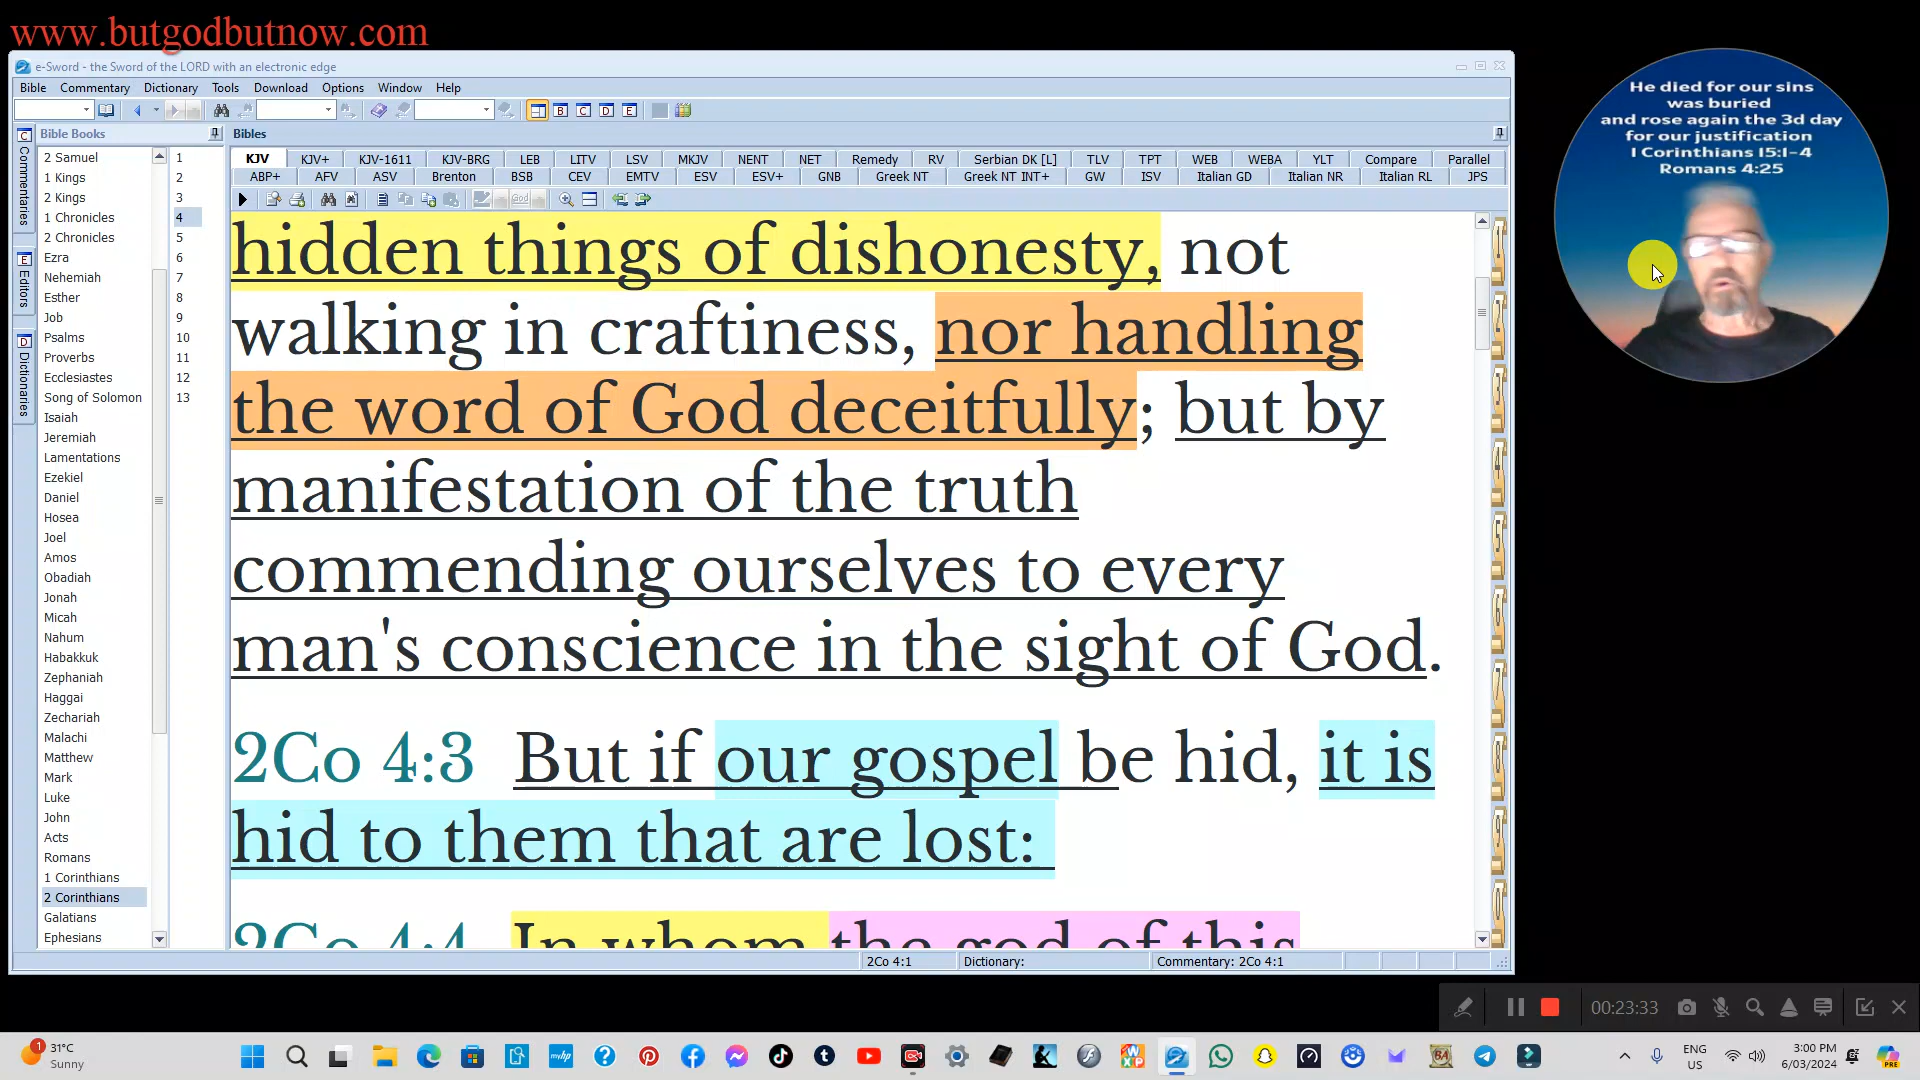 www.butgodbutnow.com
e-Sword - the Sword of the LORD with an electronic edge
Bible Commentary Dictionary Tools Download Options Window Help
B C D E
Bible Books
Bibles
C Commentaries
E Editors
D Dictionaries
2 Samuel
1 Kings
2 Kings
1 Chronicles
2 Chronicles
Ezra
Nehemiah
Esther
Job
Psalms
Proverbs
Ecclesiastes
Song of Solomon
Isaiah
Jeremiah
Lamentations
Ezekiel
Daniel
Hosea
Joel
Amos
Obadiah
Jonah
Micah
Nahum
Habakkuk
Zephaniah
Haggai
Zechariah
Malachi
Matthew
Mark
Luke
John
Acts
Romans
1 Corinthians
2 Corinthians
Galatians
Ephesians
1
2
3
4
5
6
7
8
9
10
11
12
13
KJV KJV+ KJV-1611 KJV-BRG LEB LITV LSV MKJV NENT NET Remedy RV Serbian DK [L] TLV TPT WEB WEBA YLT Compare Parallel
ABP+ AFV ASV Brenton BSB CEV EMTV ESV ESV+ GNB Greek NT Greek NT INT+ GW ISV Italian GD Italian NR Italian RL JPS
hidden things of dishonesty, not
walking in craftiness, nor handling
the word of God deceitfully; but by
manifestation of the truth
commending ourselves to every
man's conscience in the sight of God.
2Co 4:3 But if our gospel be hid, it is
hid to them that are lost:
2Co 4:4 In whom the god of this
2Co 4:1 Dictionary: Commentary: 2Co 4:1
He died for our sins
was buried
and rose again the 3d day
for our justification
1 Corinthians 15:1-4
Romans 4:25
00:23:33
1
31°C
Sunny
ENG
US
3:00 PM
6/03/2024